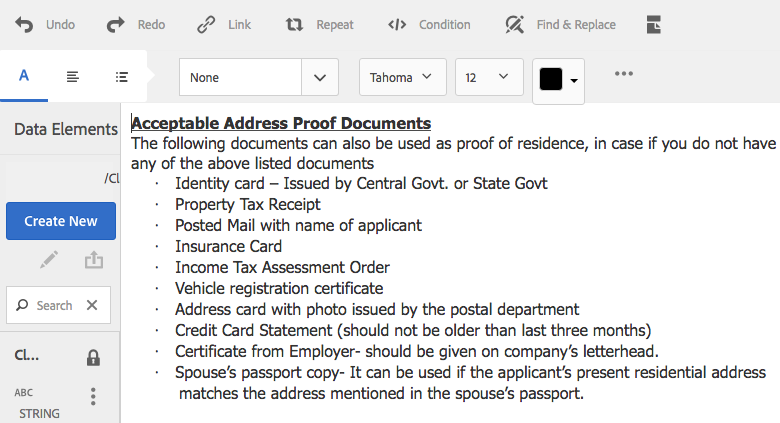 Undo Redo Link Repeat </> Condition Find & Replace
A None Tahoma 12
Data Elements
/Cl
Create New
Search
Cl...
ABC
STRING
Acceptable Address Proof Documents
The following documents can also be used as proof of residence, in case if you do not have
any of the above listed documents
· Identity card – Issued by Central Govt. or State Govt
· Property Tax Receipt
· Posted Mail with name of applicant
· Insurance Card
· Income Tax Assessment Order
· Vehicle registration certificate
· Address card with photo issued by the postal department
· Credit Card Statement (should not be older than last three months)
· Certificate from Employer- should be given on company’s letterhead.
· Spouse’s passport copy- It can be used if the applicant’s present residential address
matches the address mentioned in the spouse’s passport.